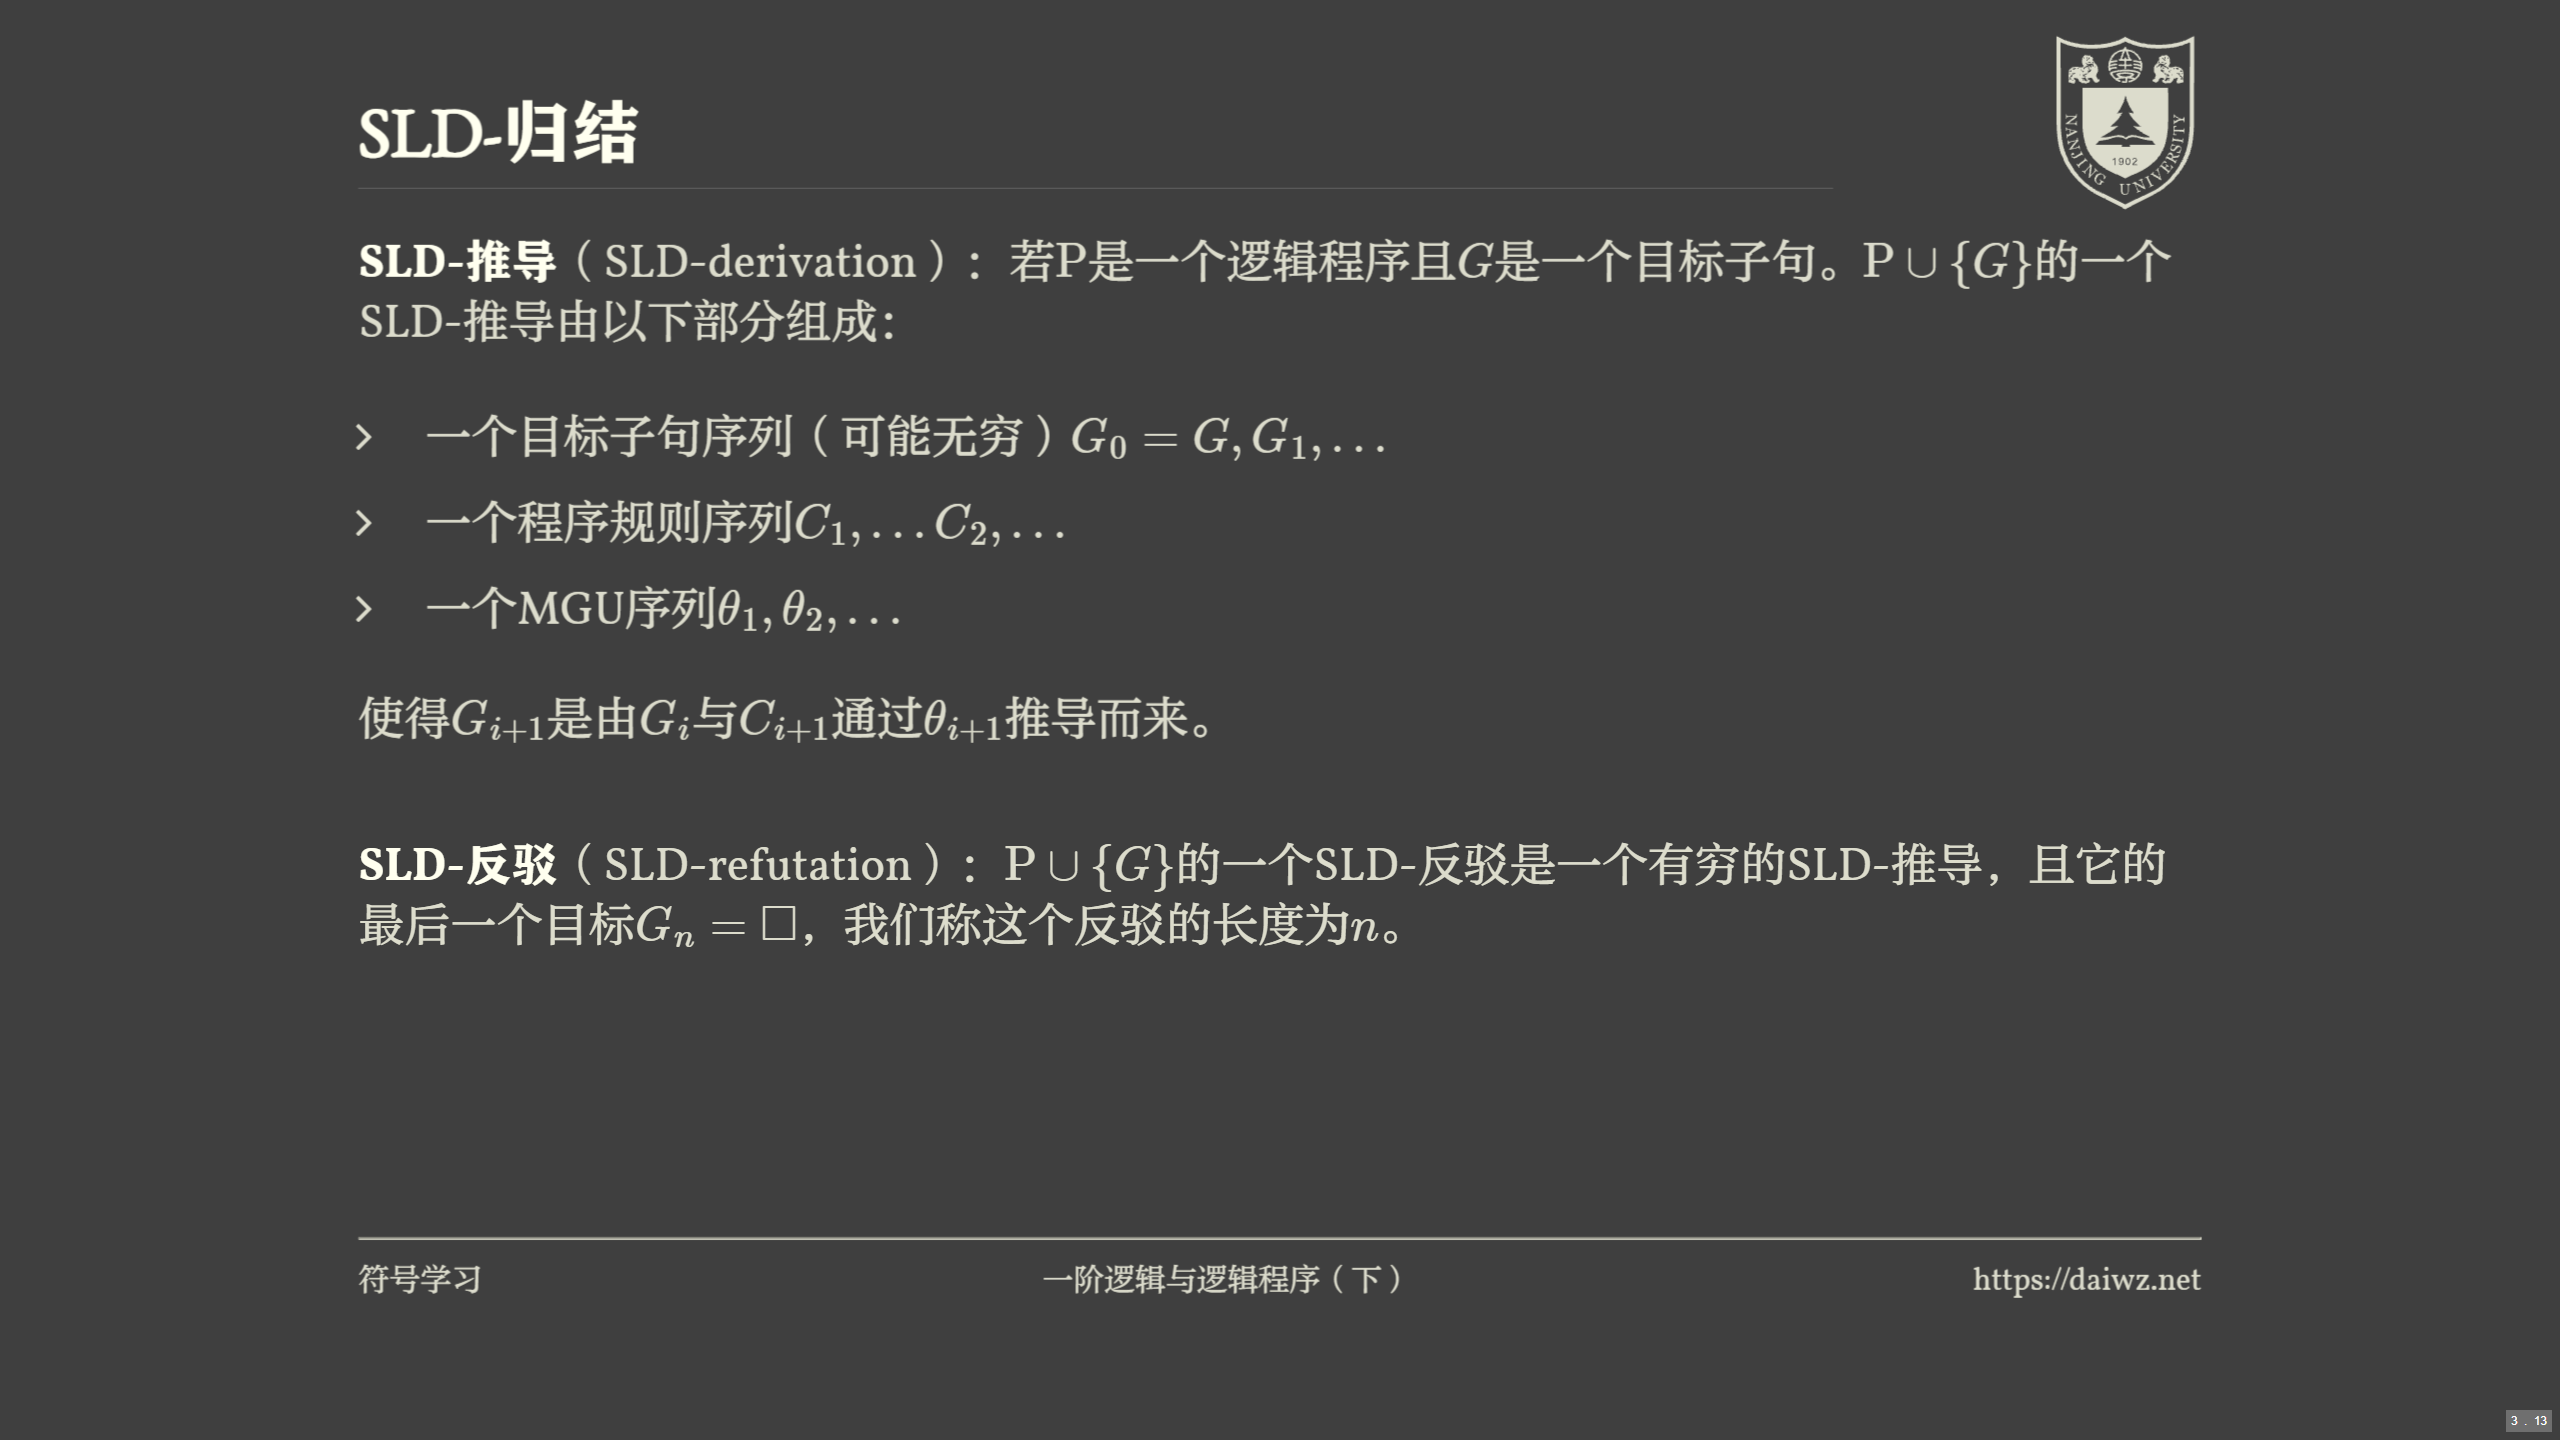 SLD-归结
NANJING UNIVERSITY
1902
SLD-推导（SLD-derivation）：若P是一个逻辑程序且G是一个目标子句。P ∪ {G}的一个
SLD-推导由以下部分组成：
一个目标子句序列（可能无穷）G₀ = G, G₁, …
一个程序规则序列C₁, … C₂, …
一个MGU序列θ₁, θ₂, …
使得Gᵢ₊₁是由Gᵢ与Cᵢ₊₁通过θᵢ₊₁推导而来。
SLD-反驳（SLD-refutation）：P ∪ {G}的一个SLD-反驳是一个有穷的SLD-推导，且它的
最后一个目标Gₙ = □，我们称这个反驳的长度为n。
符号学习
一阶逻辑与逻辑程序（下）
https://daiwz.net
3 . 13